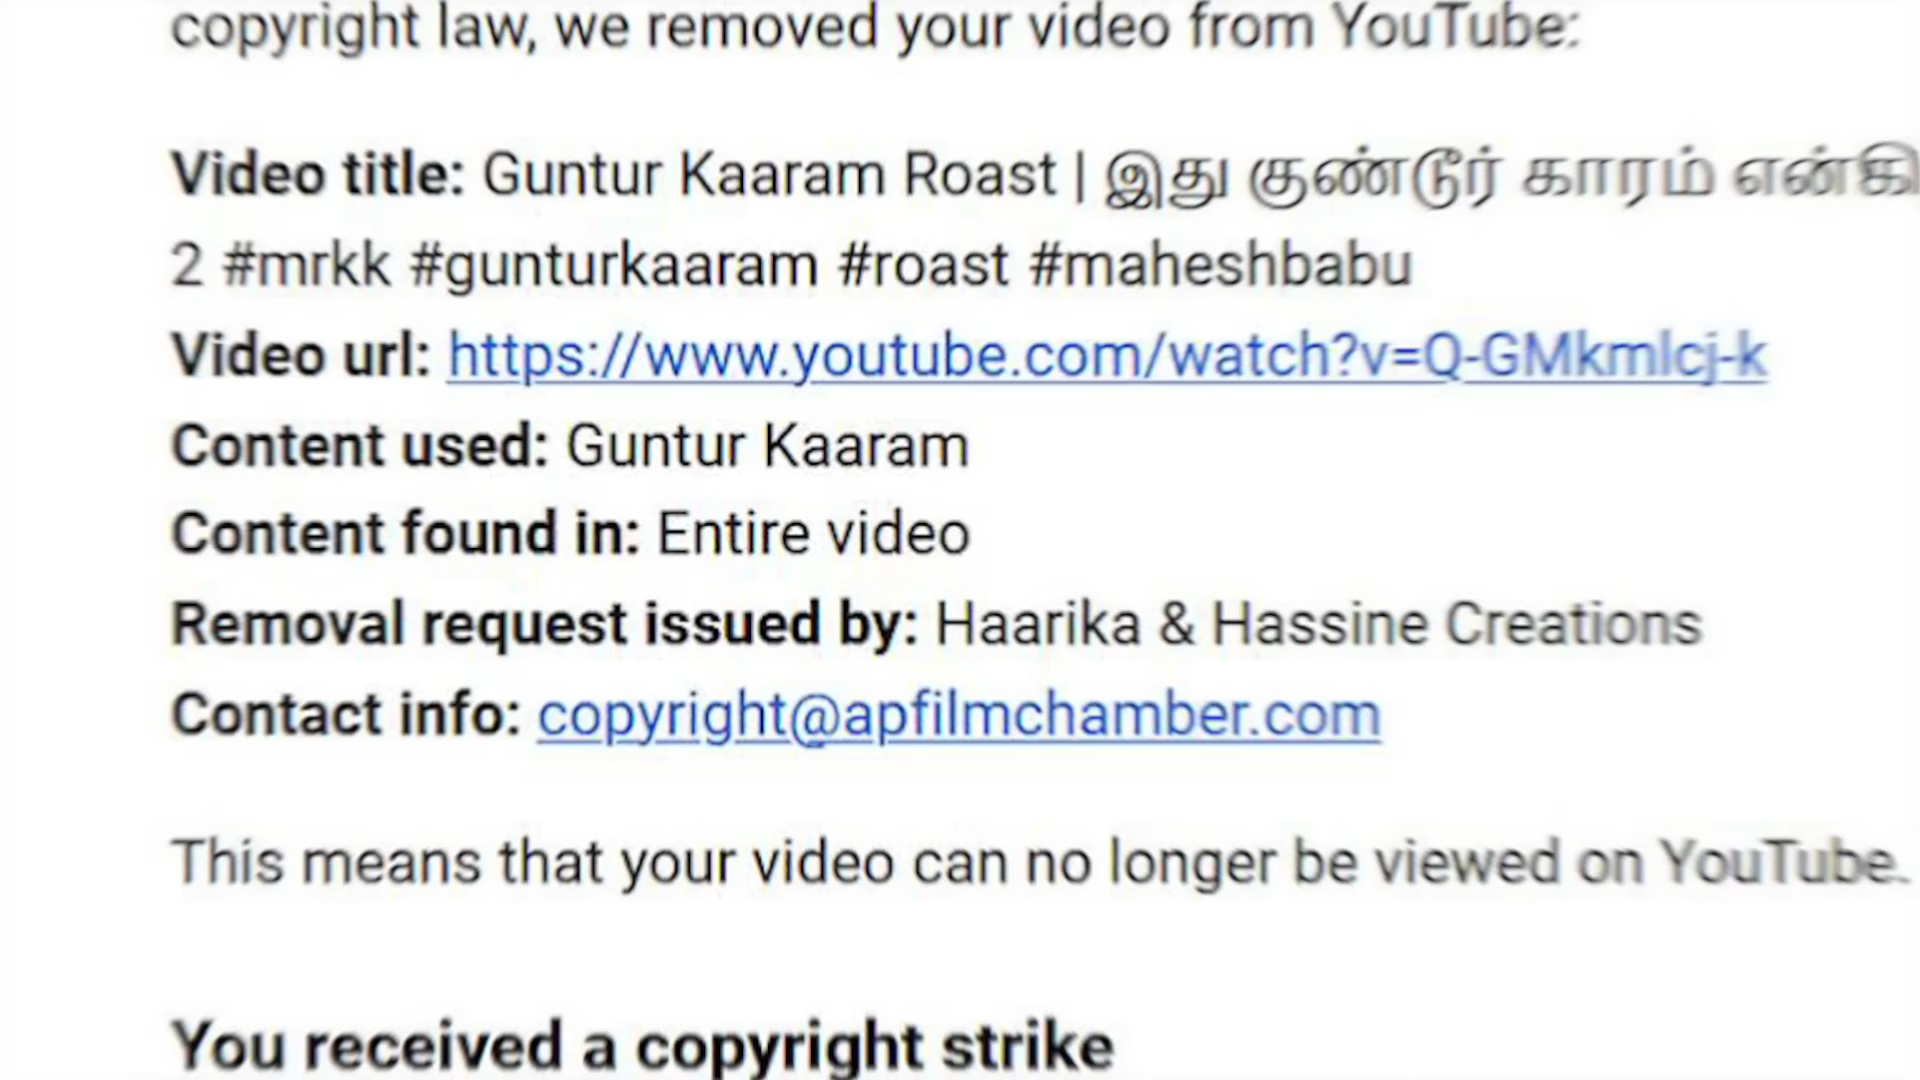 copyright law, we removed your video from YouTube:
Video title: Guntur Kaaram Roast | இது குண்டூர் காரம் என்கி
2 #mrkk #gunturkaaram #roast #maheshbabu
Video url: https://www.youtube.com/watch?v=Q-GMkmlcj-k
Content used: Guntur Kaaram
Content found in: Entire video
Removal request issued by: Haarika & Hassine Creations
Contact info: copyright@apfilmchamber.com
This means that your video can no longer be viewed on YouTube.
You received a copyright strike